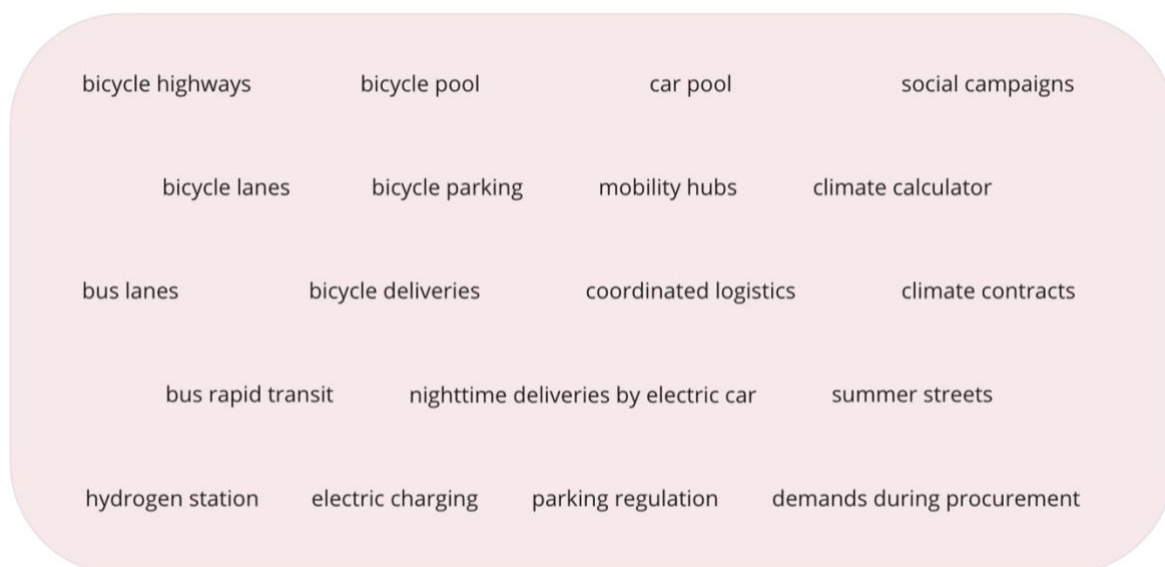 bicycle highways bicycle pool car pool social campaigns
bicycle lanes bicycle parking mobility hubs climate calculator
bus lanes bicycle deliveries coordinated logistics climate contracts
bus rapid transit nighttime deliveries by electric car summer streets
hydrogen station electric charging parking regulation demands during procurement